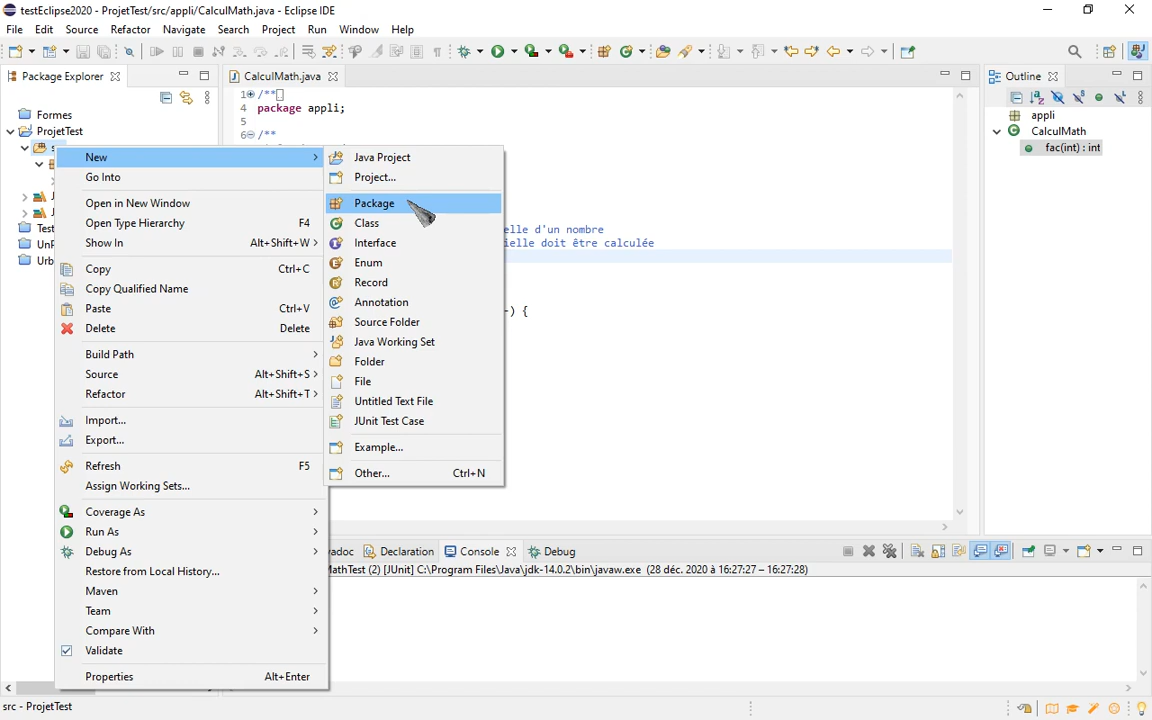 testEclipse2020 - ProjetTest/src/appli/CalculMath.java - Eclipse IDE
File Edit Source Refactor Navigate Search Project Run Window Help
Package Explorer
CalculMath.java
Outline
1 /**
4 package appli;
5
6 /**
Formes
ProjetTest
appli
CalculMath
fac(int) : int
New
Go Into
Open in New Window
Open Type Hierarchy F4
Show In Alt+Shift+W >
Copy Ctrl+C
Copy Qualified Name
Paste Ctrl+V
Delete Delete
Build Path >
Source Alt+Shift+S >
Refactor Alt+Shift+T >
Import...
Export...
Refresh F5
Assign Working Sets...
Coverage As >
Run As >
Debug As >
Restore from Local History...
Maven >
Team >
Compare With >
Validate
Properties Alt+Enter
Java Project
Project...
Package
Class
Interface
Enum
Record
Annotation
Source Folder
Java Working Set
Folder
File
Untitled Text File
JUnit Test Case
Example...
Other... Ctrl+N
elle d'un nombre
ielle doit être calculée
-) {
Declaration Console Debug
MathTest (2) [JUnit] C:\Program Files\Java\jdk-14.0.2\bin\javaw.exe (28 déc. 2020 à 16:27:27 – 16:27:28)
src - ProjetTest